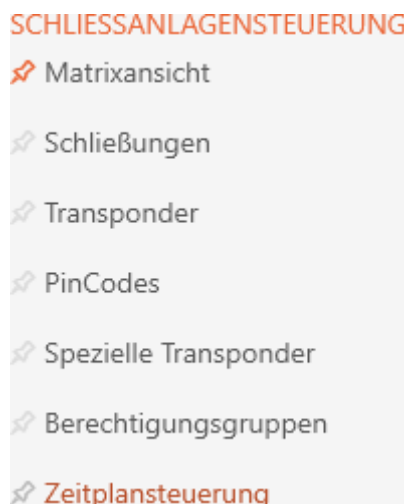 SCHLIESSANLAGENSTEUERUNG
Matrixansicht
Schließungen
Transponder
PinCodes
Spezielle Transponder
Berechtigungsgruppen
Zeitplansteuerung